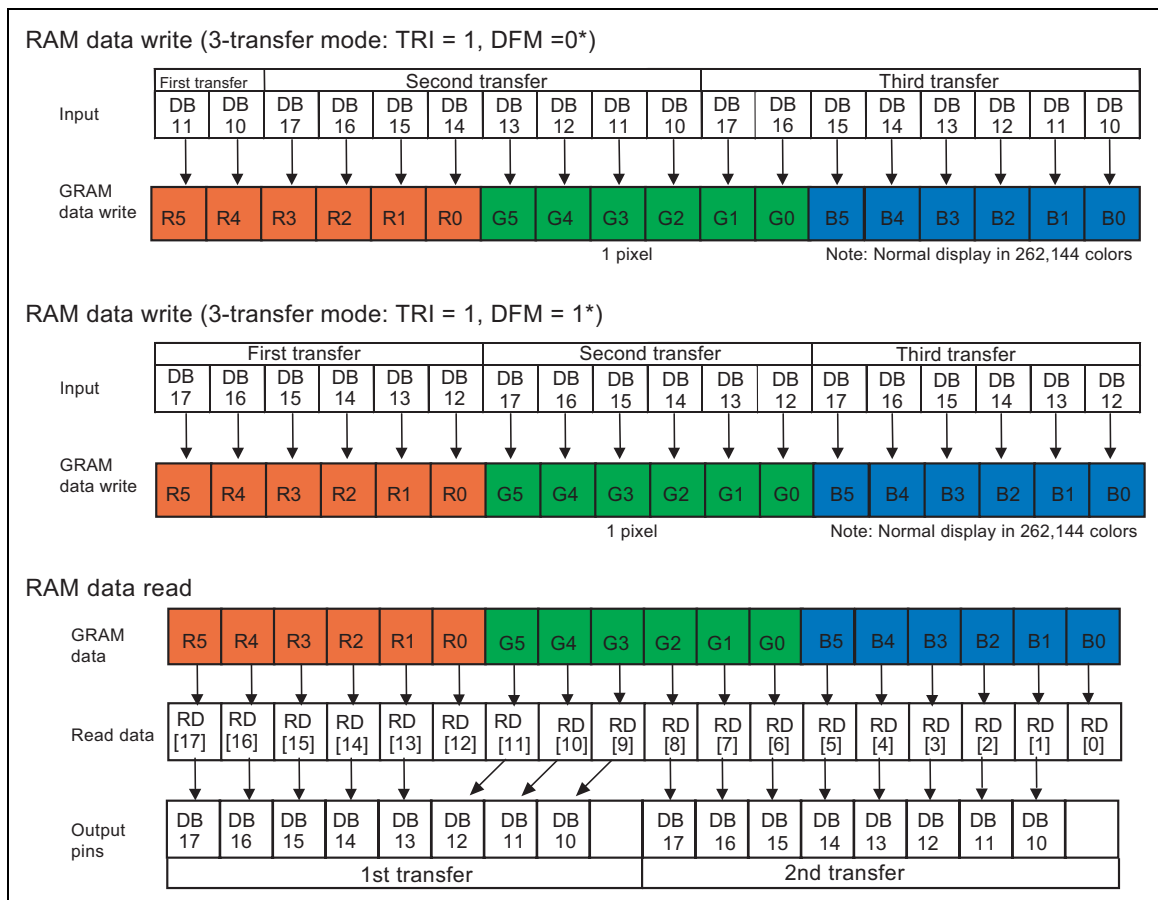 RAM data write (3-transfer mode: TRI = 1, DFM =0*)
First transfer Second transfer Third transfer
Input DB 11 DB 10 DB 17 DB 16 DB 15 DB 14 DB 13 DB 12 DB 11 DB 10 DB 17 DB 16 DB 15 DB 14 DB 13 DB 12 DB 11 DB 10
GRAM data write R5 R4 R3 R2 R1 R0 G5 G4 G3 G2 G1 G0 B5 B4 B3 B2 B1 B0
1 pixel Note: Normal display in 262,144 colors
RAM data write (3-transfer mode: TRI = 1, DFM = 1*)
First transfer Second transfer Third transfer
Input DB 17 DB 16 DB 15 DB 14 DB 13 DB 12 DB 17 DB 16 DB 15 DB 14 DB 13 DB 12 DB 17 DB 16 DB 15 DB 14 DB 13 DB 12
GRAM data write R5 R4 R3 R2 R1 R0 G5 G4 G3 G2 G1 G0 B5 B4 B3 B2 B1 B0
1 pixel Note: Normal display in 262,144 colors
RAM data read
GRAM data R5 R4 R3 R2 R1 R0 G5 G4 G3 G2 G1 G0 B5 B4 B3 B2 B1 B0
Read data RD [17] RD [16] RD [15] RD [14] RD [13] RD [12] RD [11] RD [10] RD [9] RD [8] RD [7] RD [6] RD [5] RD [4] RD [3] RD [2] RD [1] RD [0]
Output pins DB 17 DB 16 DB 15 DB 14 DB 13 DB 12 DB 11 DB 10 DB 17 DB 16 DB 15 DB 14 DB 13 DB 12 DB 11 DB 10
1st transfer 2nd transfer